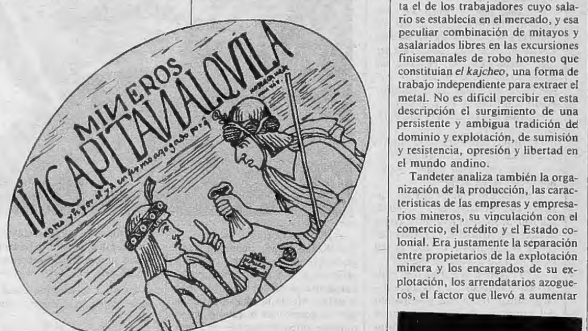 MINEROS
INCAPITANALQVILA
ta el de los trabajadores cuyo sala-
rio se establecía en el mercado, y esa
peculiar combinación de mitayos y
asalariados libres en las excursiones
finisemanales de robo honesto que
constituían el kajcheo, una forma de
trabajo independiente para extraer el
metal. No es difícil percibir en esta
descripción el surgimiento de una
persistente y ambigua tradición de
dominio y explotación, de sumisión
y resistencia, opresión y libertad en
el mundo andino.
Tandeter analiza también la orga-
nización de la producción, las carac-
terísticas de las empresas y empresa-
rios mineros, su vinculación con el
comercio, el crédito y el Estado co-
lonial. Era justamente la separación
entre propietarios de la explotación
minera y los encargados de su ex-
plotación, los arrendatarios azogue-
ros, el factor que llevó a aumentar